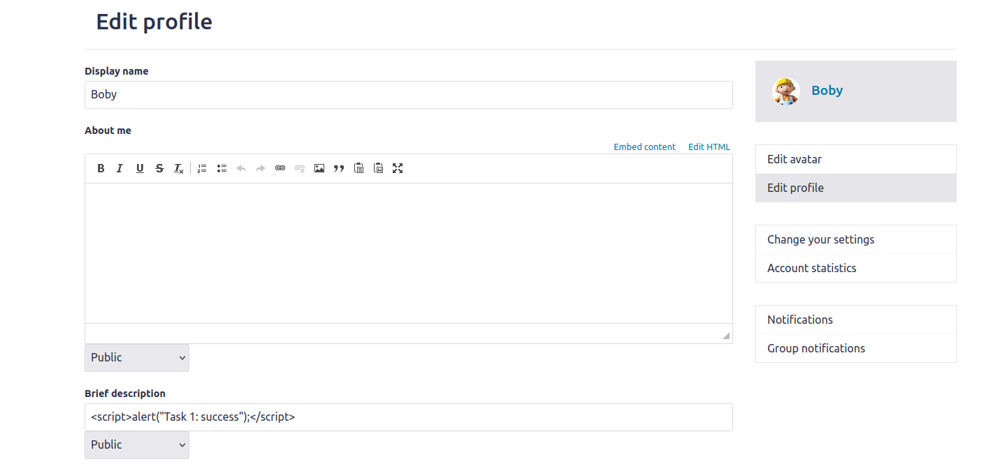 Edit profile
Display name
Boby
About me
Embed content Edit HTML
B I U S Tx
Public
Brief description
<script>alert("Task 1: success");</script>
Public
Boby
Edit avatar
Edit profile
Change your settings
Account statistics
Notifications
Group notifications